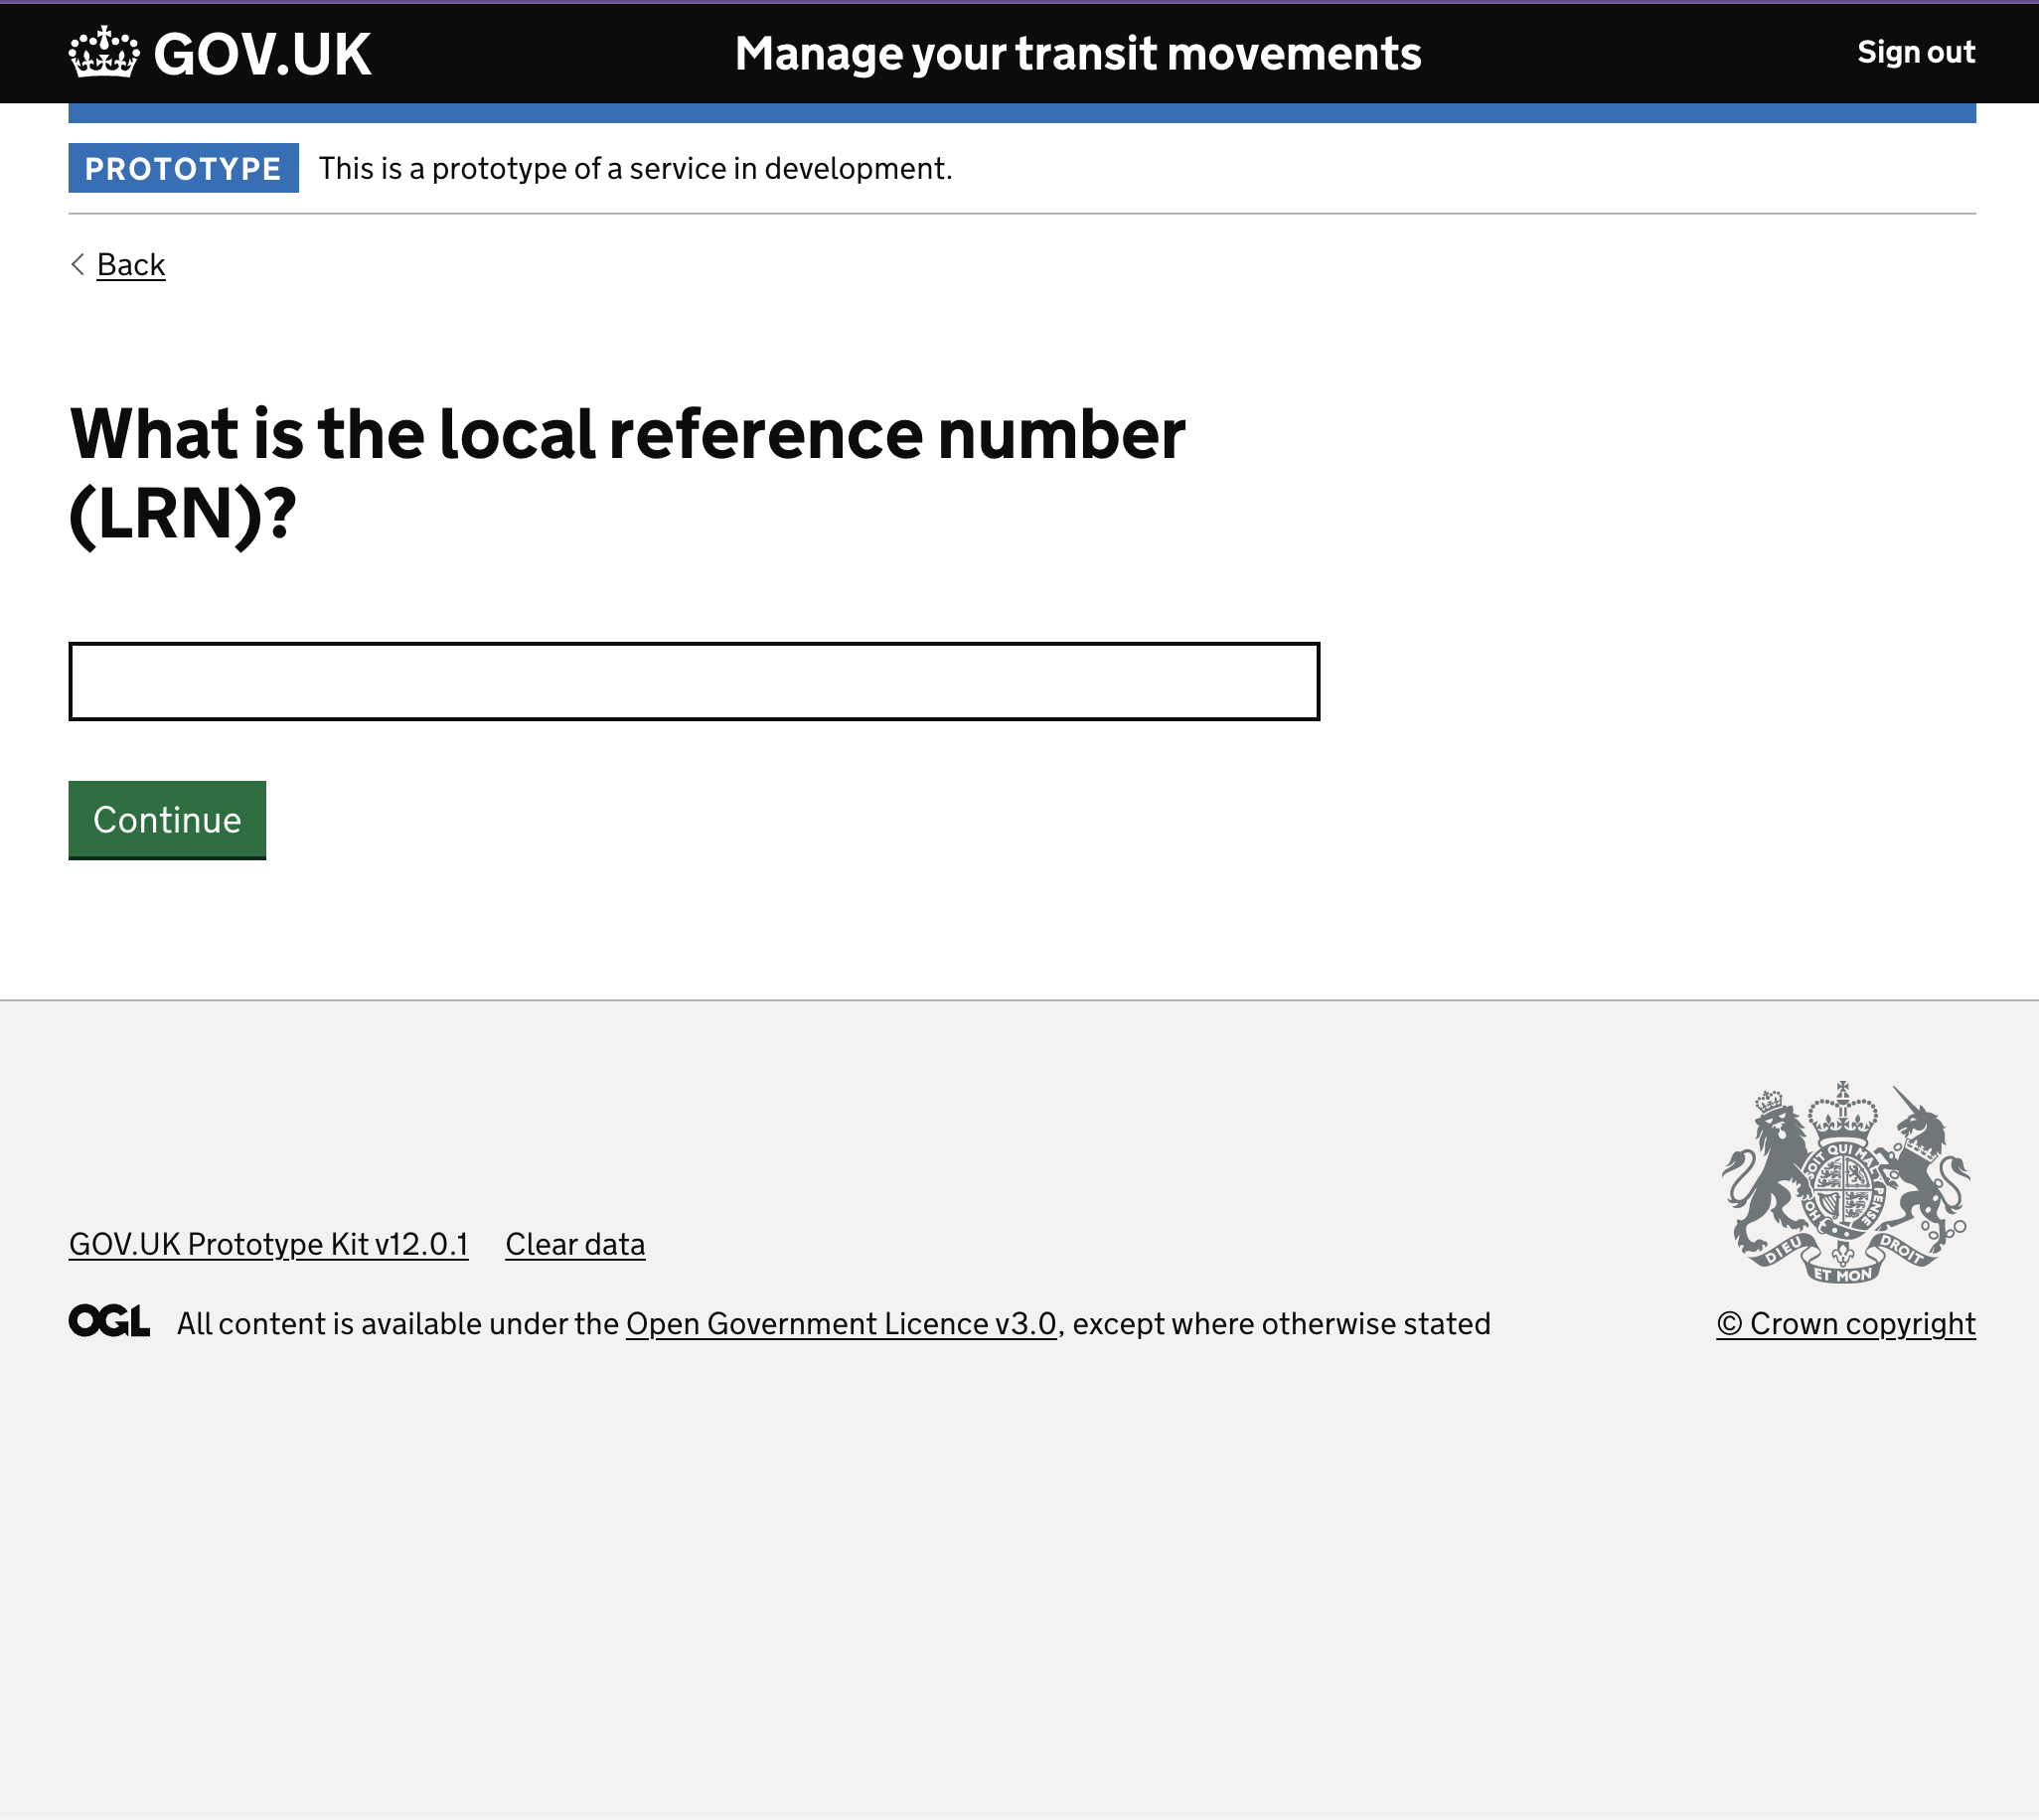 GOV.UK
Manage your transit movements
Sign out
PROTOTYPE This is a prototype of a service in development.
Back
What is the local reference number
(LRN)?
Continue
GOV.UK Prototype Kit v12.0.1 Clear data
HONI SOIT QUI MAL Y PENSE
DIEU ET MON DROIT
OGL All content is available under the Open Government Licence v3.0, except where otherwise stated
© Crown copyright